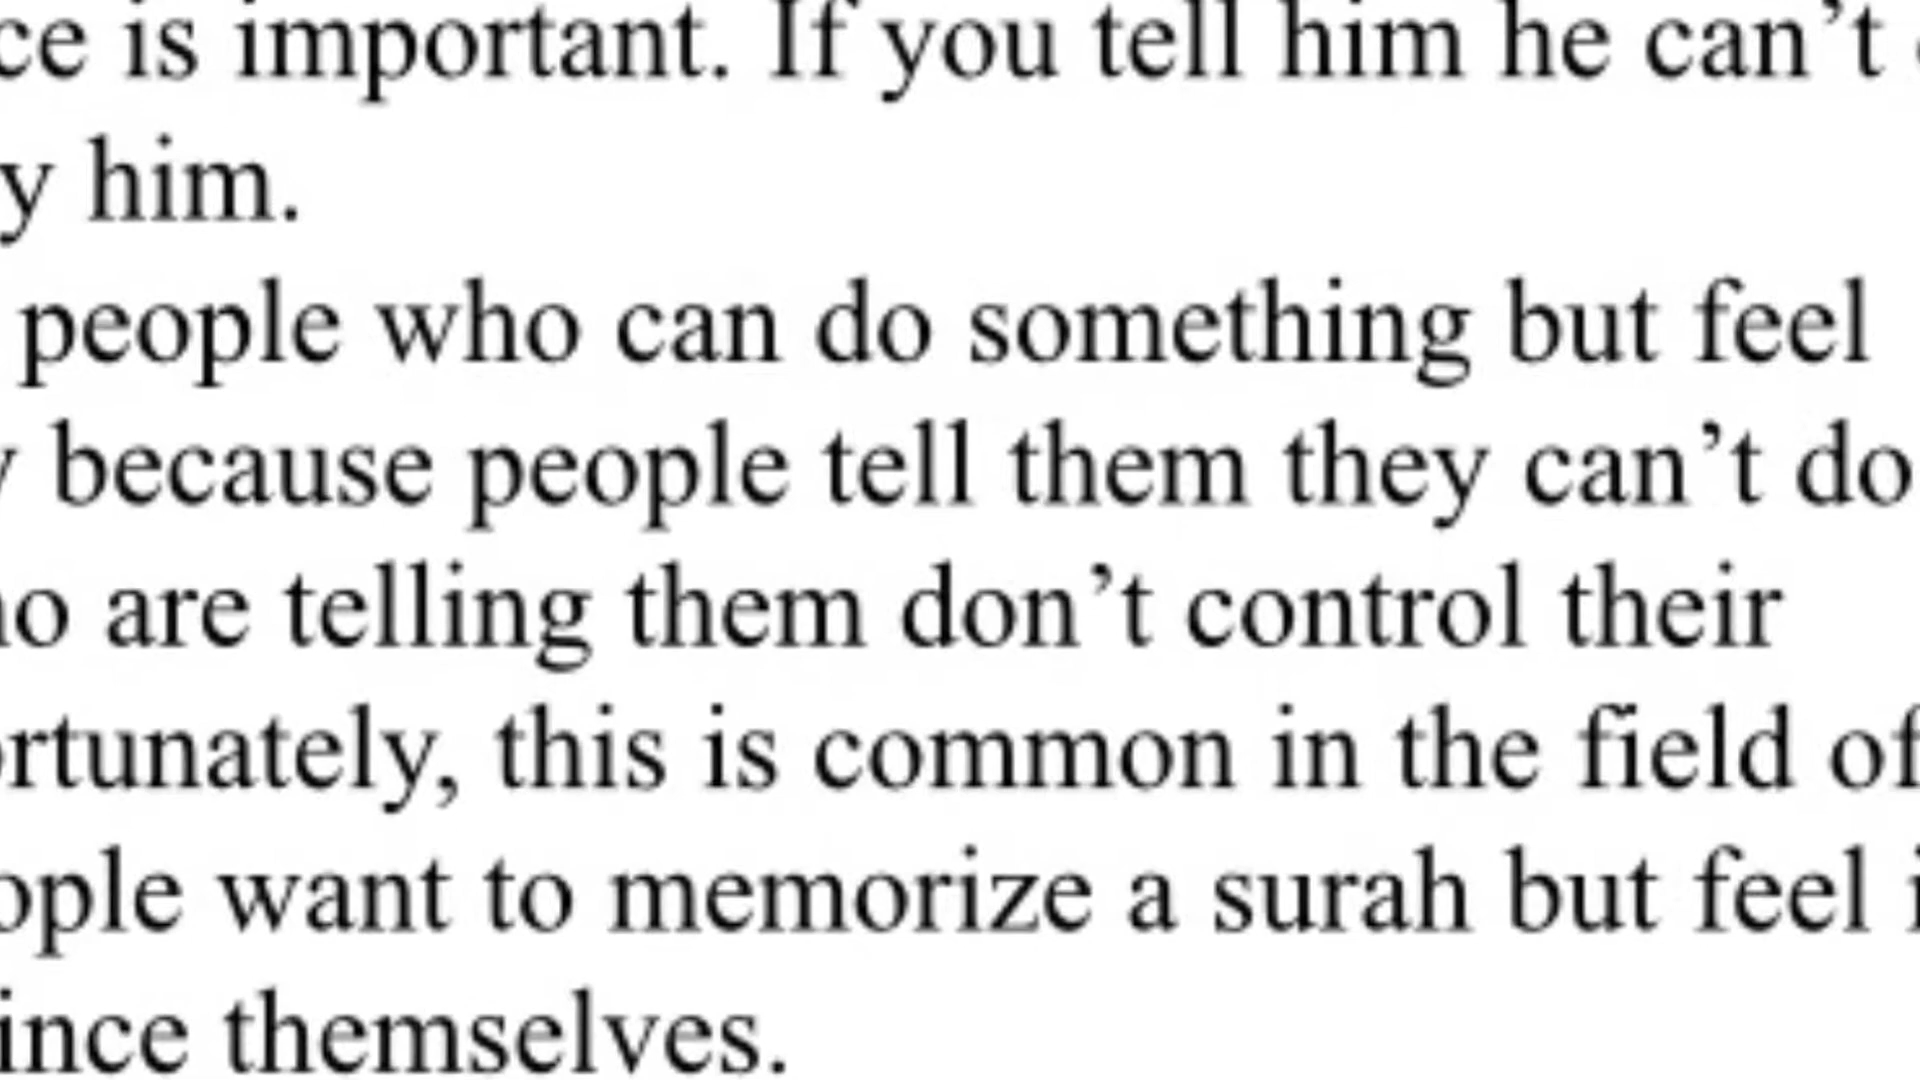 ce is important. If you tell him he can't
y him.
people who can do something but feel
y because people tell them they can't do
ho are telling them don't control their
ortunately, this is common in the field of
ople want to memorize a surah but feel i
ince themselves.